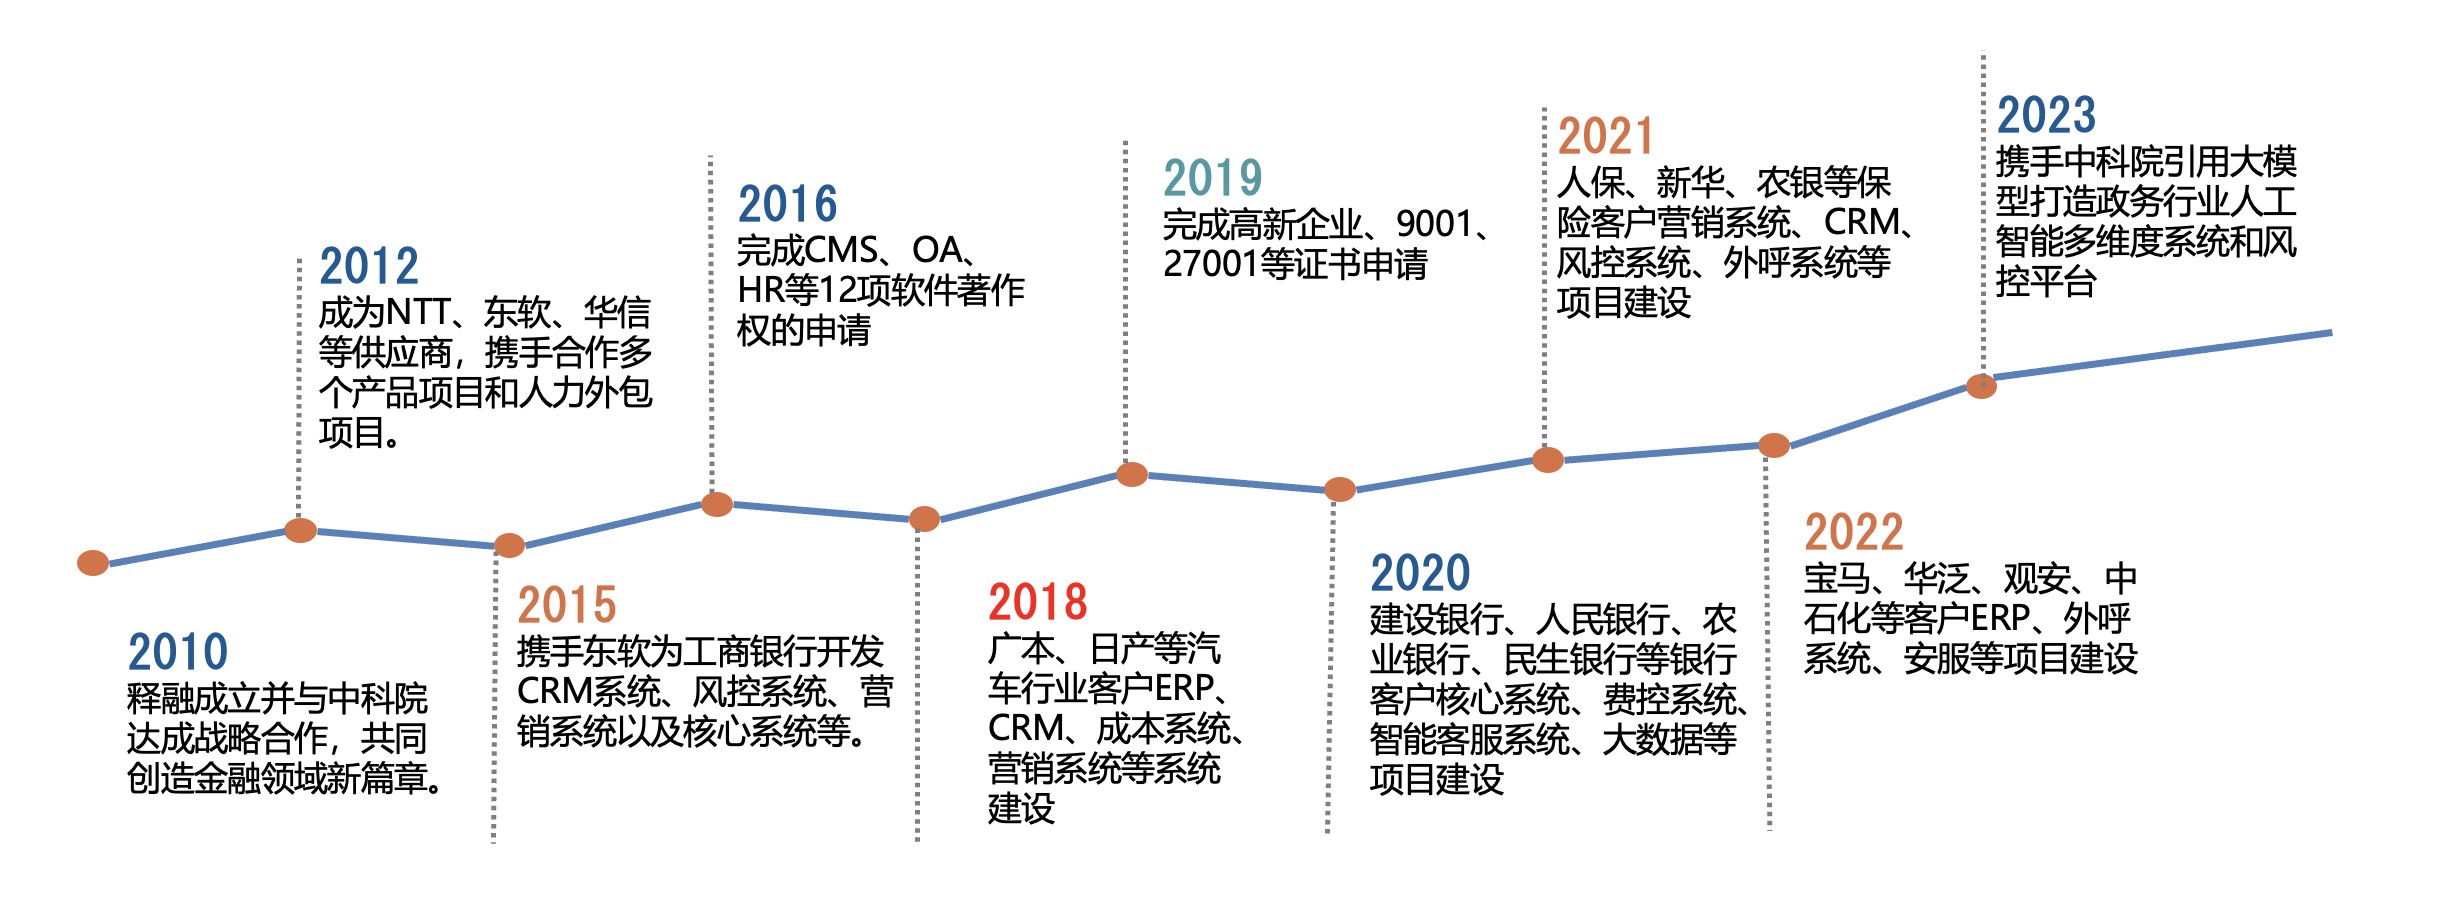 2010
释融成立并与中科院
达成战略合作，共同
创造金融领域新篇章。
2012
成为NTT、东软、华信
等供应商，携手合作多
个产品项目和人力外包
项目。
2015
携手东软为工商银行开发
CRM系统、风控系统、营
销系统以及核心系统等。
2016
完成CMS、OA、
HR等12项软件著作
权的申请
2018
广本、日产等汽
车行业客户ERP、
CRM、成本系统、
营销系统等系统
建设
2019
完成高新企业、9001、
27001等证书申请
2020
建设银行、人民银行、农
业银行、民生银行等银行
客户核心系统、费控系统、
智能客服系统、大数据等
项目建设
2021
人保、新华、农银等保
险客户营销系统、CRM、
风控系统、外呼系统等
项目建设
2022
宝马、华泛、观安、中
石化等客户ERP、外呼
系统、安服等项目建设
2023
携手中科院引用大模
型打造政务行业人工
智能多维度系统和风
控平台